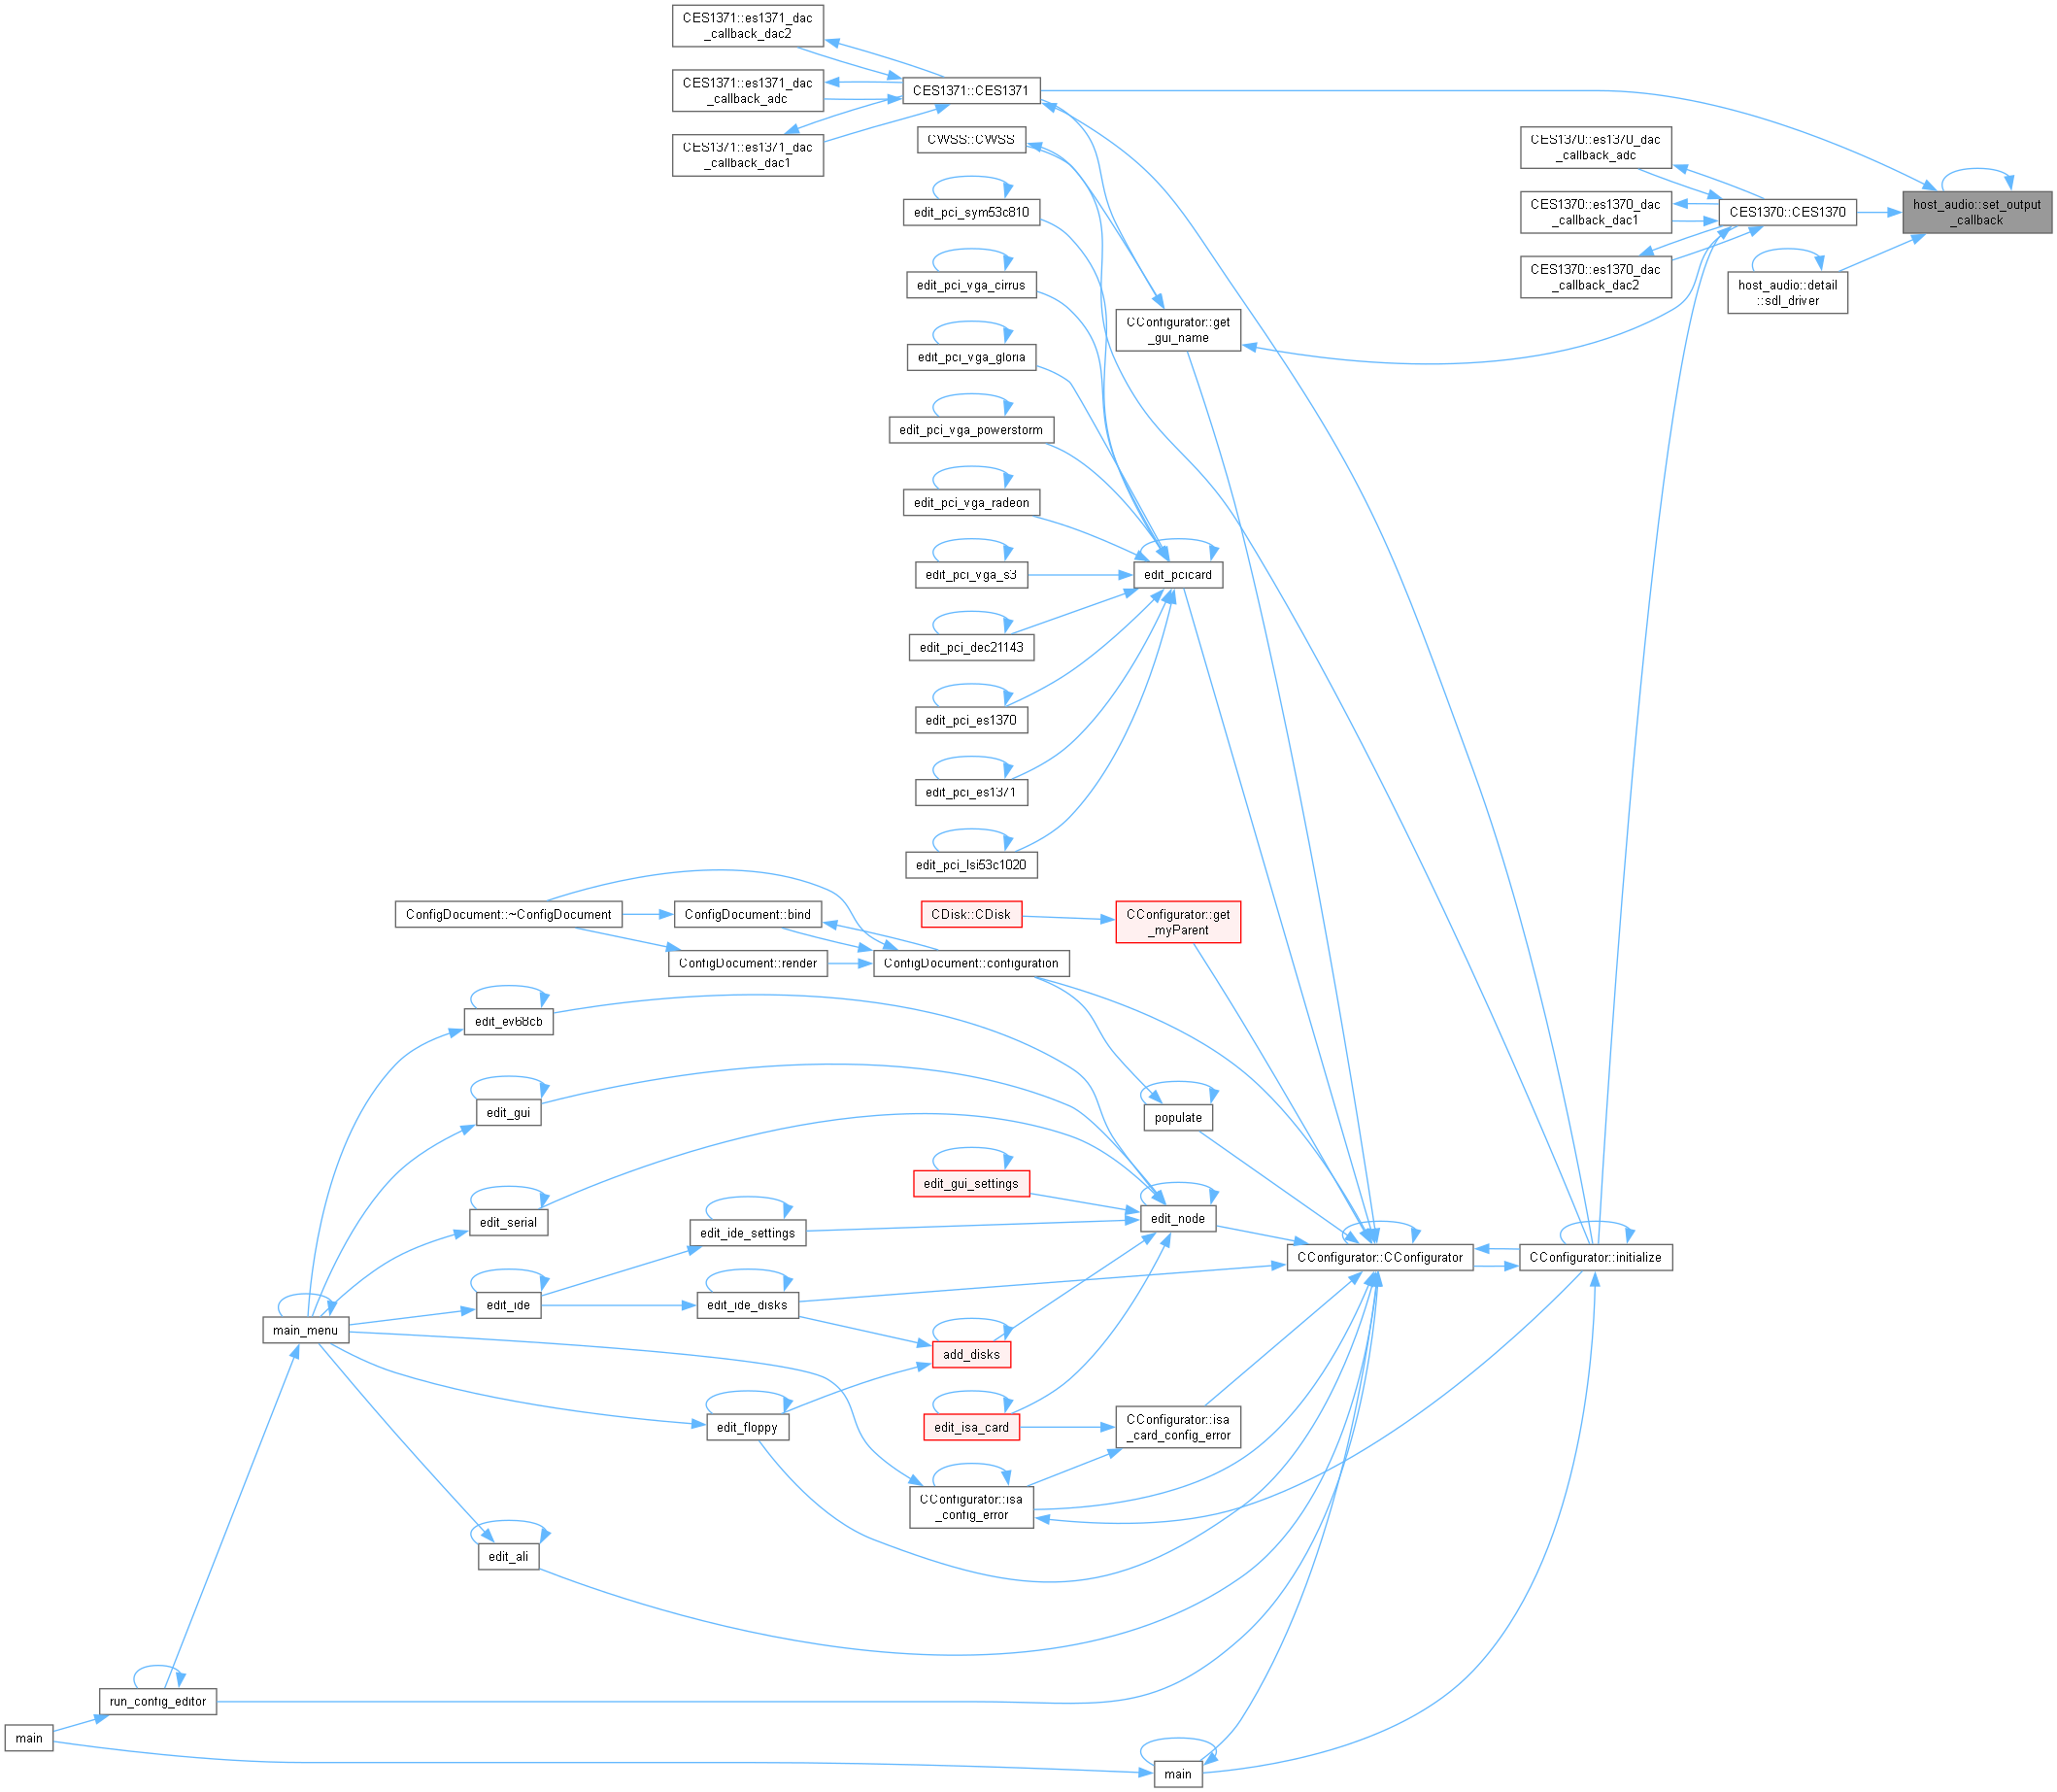 CES1371::es1371_dac
_callback_dac2
CES1371::es1371_dac
_callback_adc
CES1371::CES1371
CES1371::es1371_dac
_callback_dac1
CWSS::CWSS
CES1370::es1370_dac
_callback_adc
CES1370::es1370_dac
_callback_dac1
CES1370::CES1370
host_audio::set_output
_callback
CES1370::es1370_dac
_callback_dac2
host_audio::detail
::sdl_driver
edit_pci_sym53c810
edit_pci_vga_cirrus
CConfigurator::get
_gui_name
edit_pci_vga_gloria
edit_pci_vga_powerstorm
edit_pci_vga_radeon
edit_pci_vga_s3
edit_pcicard
edit_pci_dec21143
edit_pci_es1370
edit_pci_es1371
edit_pci_lsi53c1020
ConfigDocument::~ConfigDocument
ConfigDocument::bind
CDisk::CDisk
CConfigurator::get
_myParent
ConfigDocument::render
ConfigDocument::configuration
edit_ev68cb
edit_gui
populate
edit_gui_settings
edit_serial
edit_ide_settings
edit_node
CConfigurator::CConfigurator
CConfigurator::initialize
edit_ide
edit_ide_disks
main_menu
add_disks
edit_floppy
edit_isa_card
CConfigurator::isa
_card_config_error
CConfigurator::isa
_config_error
edit_ali
run_config_editor
main
main